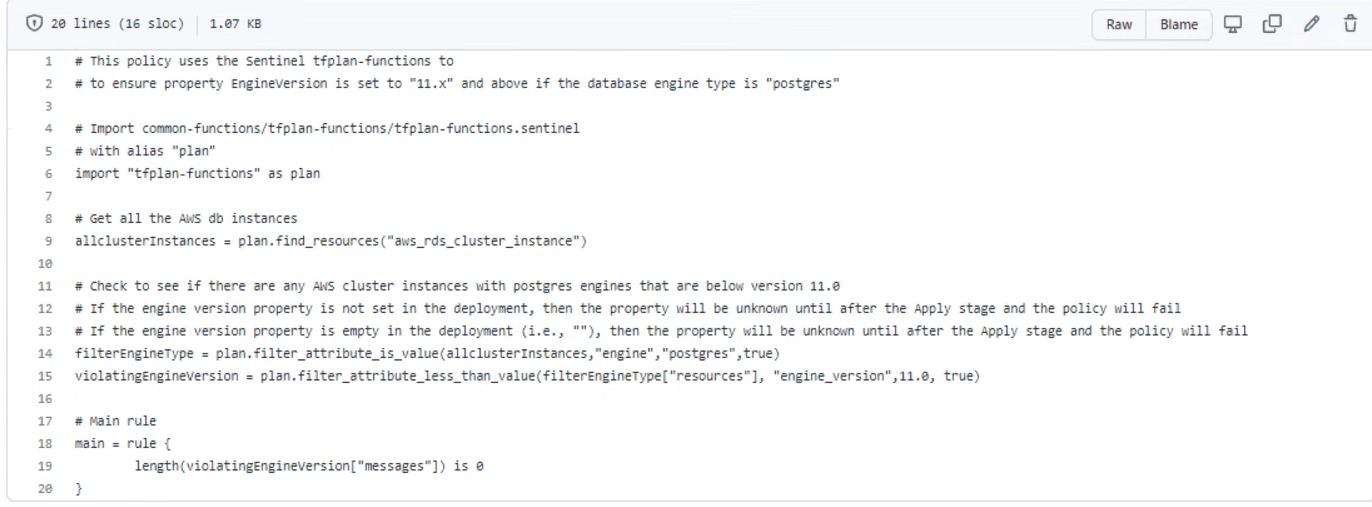 20 lines (16 sloc) 1.07 KB Raw Blame
1 # This policy uses the Sentinel tfplan-functions to
2 # to ensure property EngineVersion is set to "11.x" and above if the database engine type is "postgres"
3
4 # Import common-functions/tfplan-functions/tfplan-functions.sentinel
5 # with alias "plan"
6 import "tfplan-functions" as plan
7
8 # Get all the AWS db instances
9 allclusterInstances = plan.find_resources("aws_rds_cluster_instance")
10
11 # Check to see if there are any AWS cluster instances with postgres engines that are below version 11.0
12 # If the engine version property is not set in the deployment, then the property will be unknown until after the Apply stage and the policy will fail
13 # If the engine version property is empty in the deployment (i.e., ""), then the property will be unknown until after the Apply stage and the policy will fail
14 filterEngineType = plan.filter_attribute_is_value(allclusterInstances,"engine","postgres",true)
15 violatingEngineVersion = plan.filter_attribute_less_than_value(filterEngineType["resources"], "engine_version",11.0, true)
16
17 # Main rule
18 main = rule {
19 length(violatingEngineVersion["messages"]) is 0
20 }